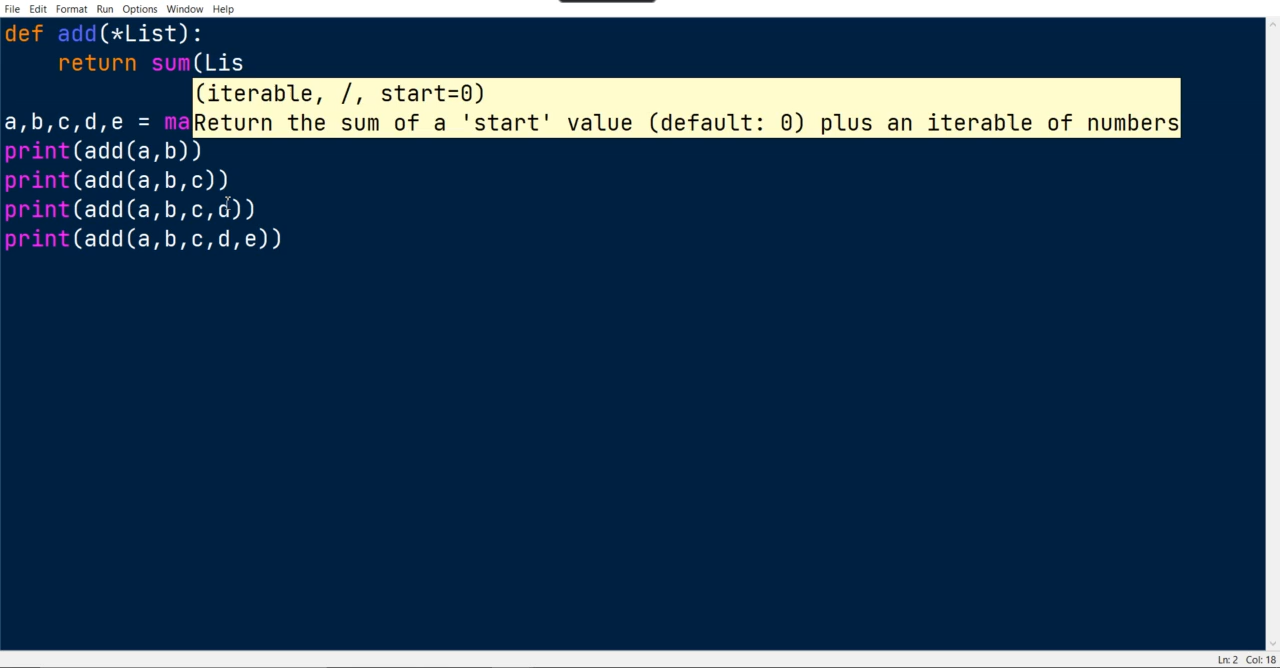 File Edit Format Run Options Window Help
def add(*List):
return sum(Lis
(iterable, /, start=0)
a,b,c,d,e = ma
Return the sum of a 'start' value (default: 0) plus an iterable of numbers
print(add(a,b))
print(add(a,b,c))
print(add(a,b,c,d))
print(add(a,b,c,d,e))
Ln: 2 Col: 18